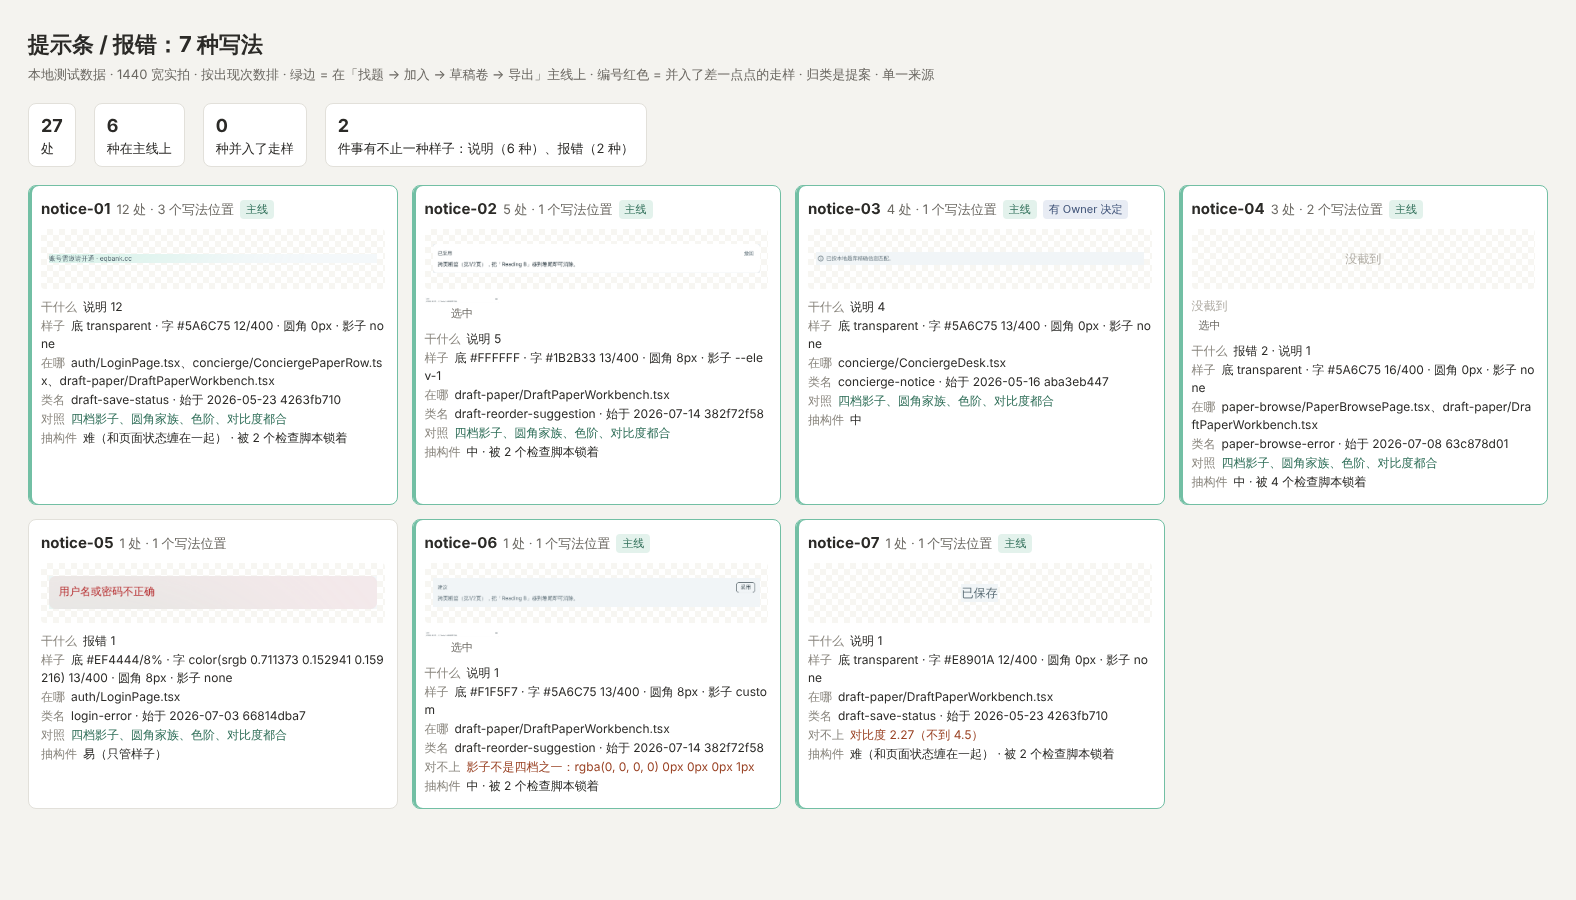 提示条 / 报错：7 种写法
本地测试数据 · 1440 宽实拍 · 按出现次数排 · 绿边 = 在「找题 → 加入 → 草稿卷 → 导出」主线上 · 编号红色 = 并入了差一点点的走样 · 归类是提案 · 单一来源
27
处
6
种在主线上
0
种并入了走样
2
件事有不止一种样子：说明（6 种）、报错（2 种）
notice-01 12 处 · 3 个写法位置 主线
账号需邀请开通 · eqbank.cc
干什么 说明 12
样子 底 transparent · 字 #5A6C75 12/400 · 圆角 0px · 影子 no
ne
在哪 auth/LoginPage.tsx、concierge/ConciergePaperRow.ts
x、draft-paper/DraftPaperWorkbench.tsx
类名 draft-save-status · 始于 2026-05-23 4263fb710
对照 四档影子、圆角家族、色阶、对比度都合
抽构件 难（和页面状态缠在一起） · 被 2 个检查脚本锁着
notice-02 5 处 · 1 个写法位置 主线
选中
干什么 说明 5
样子 底 #FFFFFF · 字 #1B2B33 13/400 · 圆角 8px · 影子 --ele
v-1
在哪 draft-paper/DraftPaperWorkbench.tsx
类名 draft-reorder-suggestion · 始于 2026-07-14 382f72f58
对照 四档影子、圆角家族、色阶、对比度都合
抽构件 中 · 被 2 个检查脚本锁着
notice-03 4 处 · 1 个写法位置 主线 有 Owner 决定
干什么 说明 4
样子 底 transparent · 字 #5A6C75 13/400 · 圆角 0px · 影子 no
ne
在哪 concierge/ConciergeDesk.tsx
类名 concierge-notice · 始于 2026-05-16 aba3eb447
对照 四档影子、圆角家族、色阶、对比度都合
抽构件 中
notice-04 3 处 · 2 个写法位置 主线
没截到
没截到
选中
干什么 报错 2 · 说明 1
样子 底 transparent · 字 #5A6C75 16/400 · 圆角 0px · 影子 no
ne
在哪 paper-browse/PaperBrowsePage.tsx、draft-paper/Dra
ftPaperWorkbench.tsx
类名 paper-browse-error · 始于 2026-07-08 63c878d01
对照 四档影子、圆角家族、色阶、对比度都合
抽构件 中 · 被 4 个检查脚本锁着
notice-05 1 处 · 1 个写法位置
用户名或密码不正确
干什么 报错 1
样子 底 #EF4444/8% · 字 color(srgb 0.711373 0.152941 0.159
216) 13/400 · 圆角 8px · 影子 none
在哪 auth/LoginPage.tsx
类名 login-error · 始于 2026-07-03 66814dba7
对照 四档影子、圆角家族、色阶、对比度都合
抽构件 易（只管样子）
notice-06 1 处 · 1 个写法位置 主线
建议
采用
选中
干什么 说明 1
样子 底 #F1F5F7 · 字 #5A6C75 13/400 · 圆角 8px · 影子 custo
m
在哪 draft-paper/DraftPaperWorkbench.tsx
类名 draft-reorder-suggestion · 始于 2026-07-14 382f72f58
对不上 影子不是四档之一：rgba(0, 0, 0, 0) 0px 0px 0px 1px
抽构件 中 · 被 2 个检查脚本锁着
notice-07 1 处 · 1 个写法位置 主线
已保存
干什么 说明 1
样子 底 transparent · 字 #E8901A 12/400 · 圆角 0px · 影子 no
ne
在哪 draft-paper/DraftPaperWorkbench.tsx
类名 draft-save-status · 始于 2026-05-23 4263fb710
对不上 对比度 2.27（不到 4.5）
抽构件 难（和页面状态缠在一起） · 被 2 个检查脚本锁着